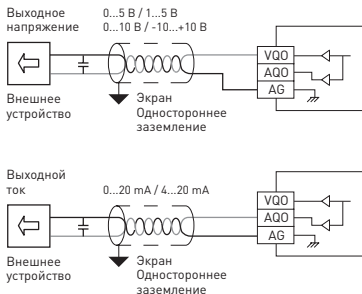 Выходное
напряжение
0...5 В / 1...5 В
0...10 В / -10...+10 В
VQO
AQO
AG
Внешнее
устройство
Экран
Одностороннее
заземление
Выходной
ток
0...20 mA / 4...20 mA
VQO
AQO
AG
Внешнее
устройство
Экран
Одностороннее
заземление